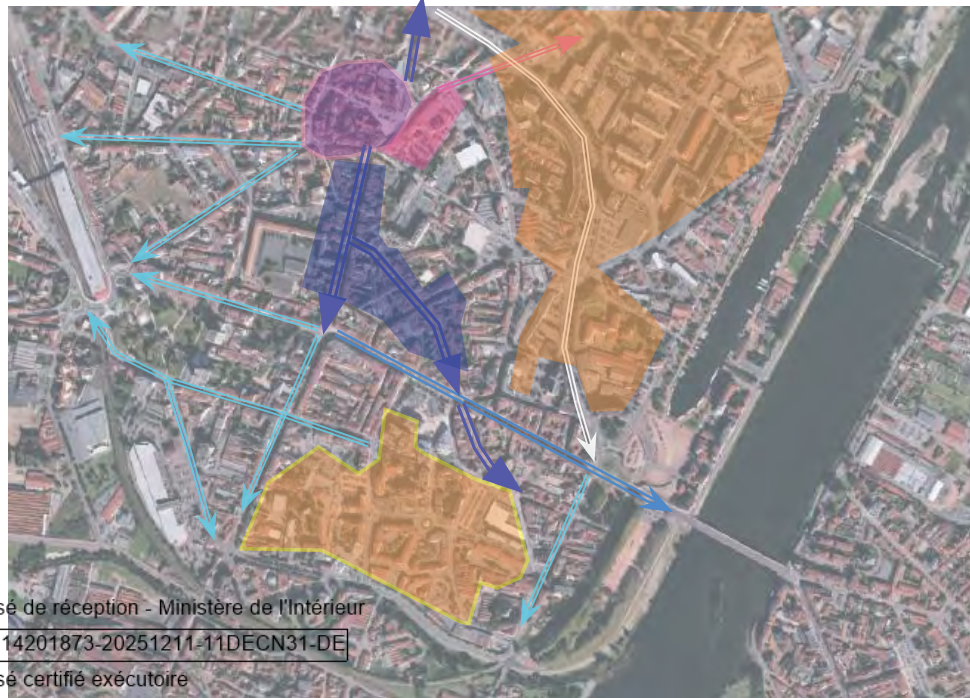 sé de réception - Ministère de l'Intérieur
14201873-20251211-11DECN31-DE
sé certifié exécutoire